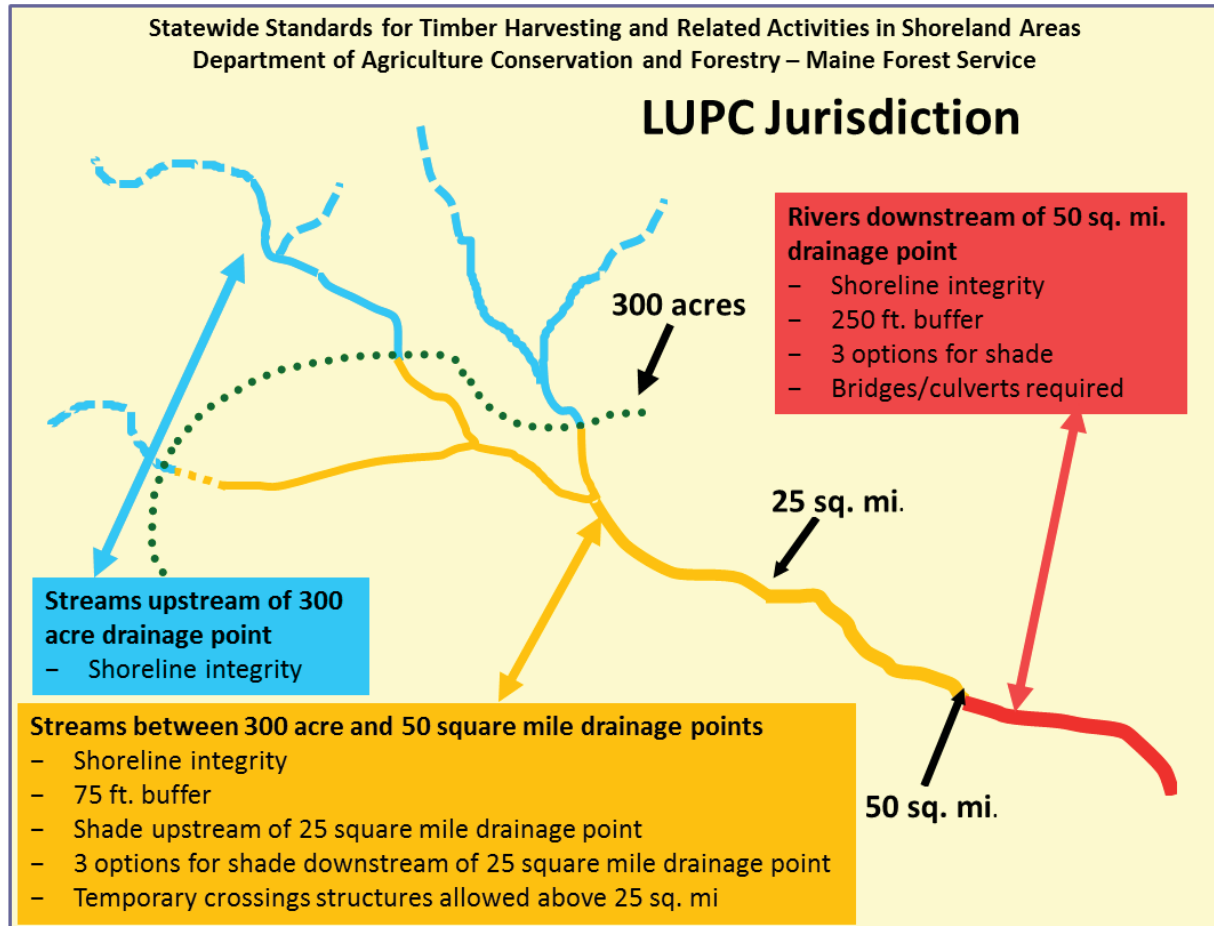 Statewide Standards for Timber Harvesting and Related Activities in Shoreland Areas
Department of Agriculture Conservation and Forestry – Maine Forest Service
LUPC Jurisdiction
Rivers downstream of 50 sq. mi.
drainage point
− Shoreline integrity
− 250 ft. buffer
− 3 options for shade
− Bridges/culverts required
300 acres
25 sq. mi.
Streams upstream of 300
acre drainage point
− Shoreline integrity
Streams between 300 acre and 50 square mile drainage points
− Shoreline integrity
− 75 ft. buffer
− Shade upstream of 25 square mile drainage point
− 3 options for shade downstream of 25 square mile drainage point
− Temporary crossings structures allowed above 25 sq. mi
50 sq. mi.